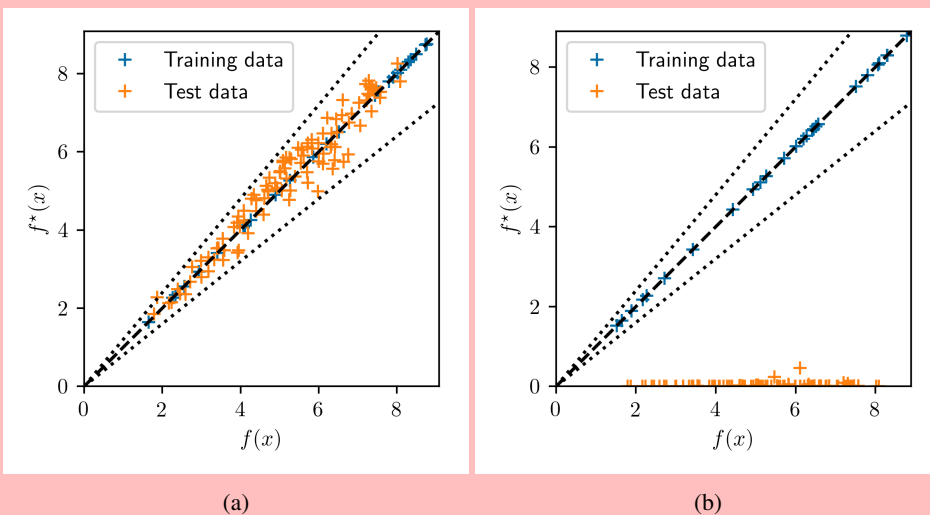 Training data
Test data
8
6
4
2
0
0 2 4 6 8
f⋆(x)
f(x)
(a)
Training data
Test data
8
6
4
2
0
0 2 4 6 8
f⋆(x)
f(x)
(b)